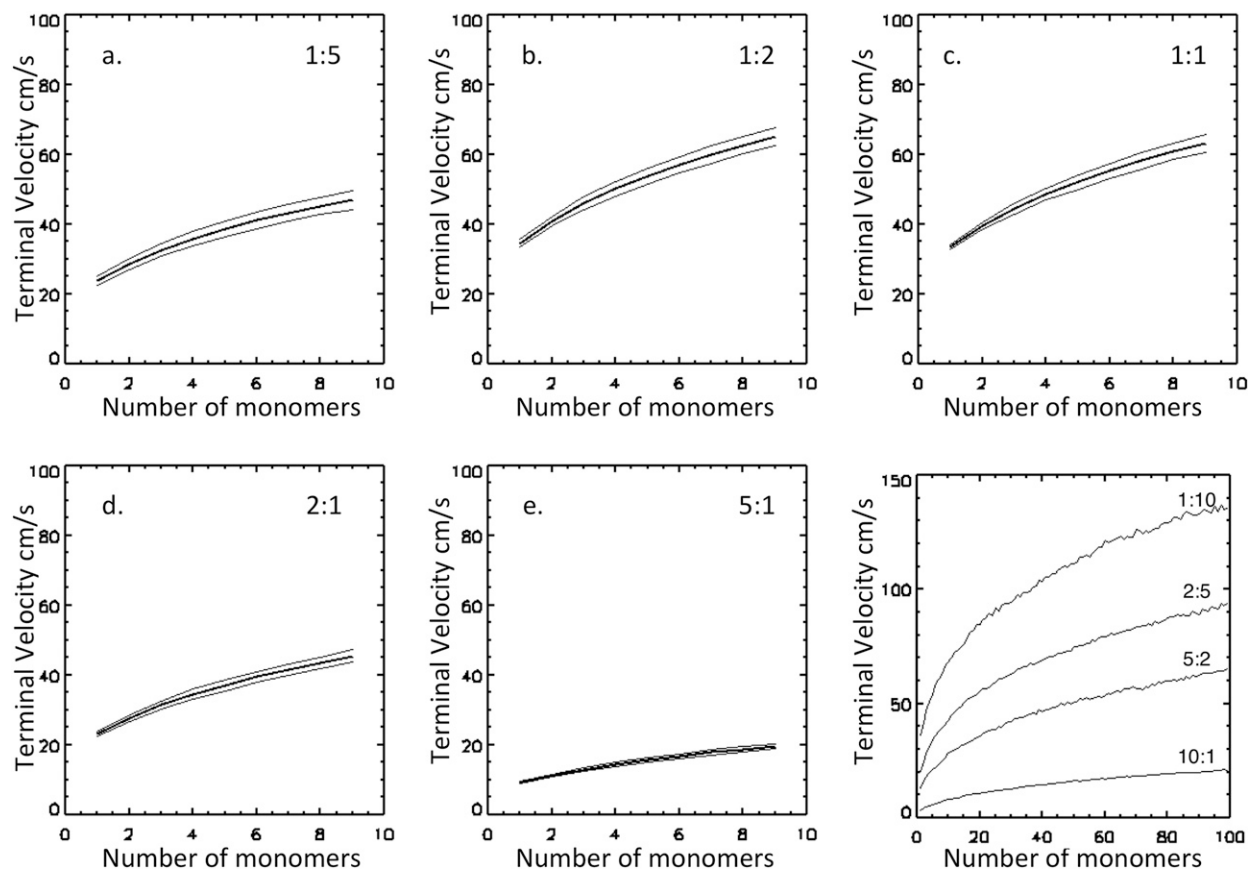 a. 1:5
Terminal Velocity cm/s
100
80
60
40
20
0
0 2 4 6 8 10
Number of monomers
b. 1:2
Terminal Velocity cm/s
100
80
60
40
20
0
0 2 4 6 8 10
Number of monomers
c. 1:1
Terminal Velocity cm/s
100
80
60
40
20
0
0 2 4 6 8 10
Number of monomers
d. 2:1
Terminal Velocity cm/s
100
80
60
40
20
0
0 2 4 6 8 10
Number of monomers
e. 5:1
Terminal Velocity cm/s
100
80
60
40
20
0
0 2 4 6 8 10
Number of monomers
Terminal Velocity cm/s
150
100
50
0
1:10
2:5
5:2
10:1
0 20 40 60 80 100
Number of monomers